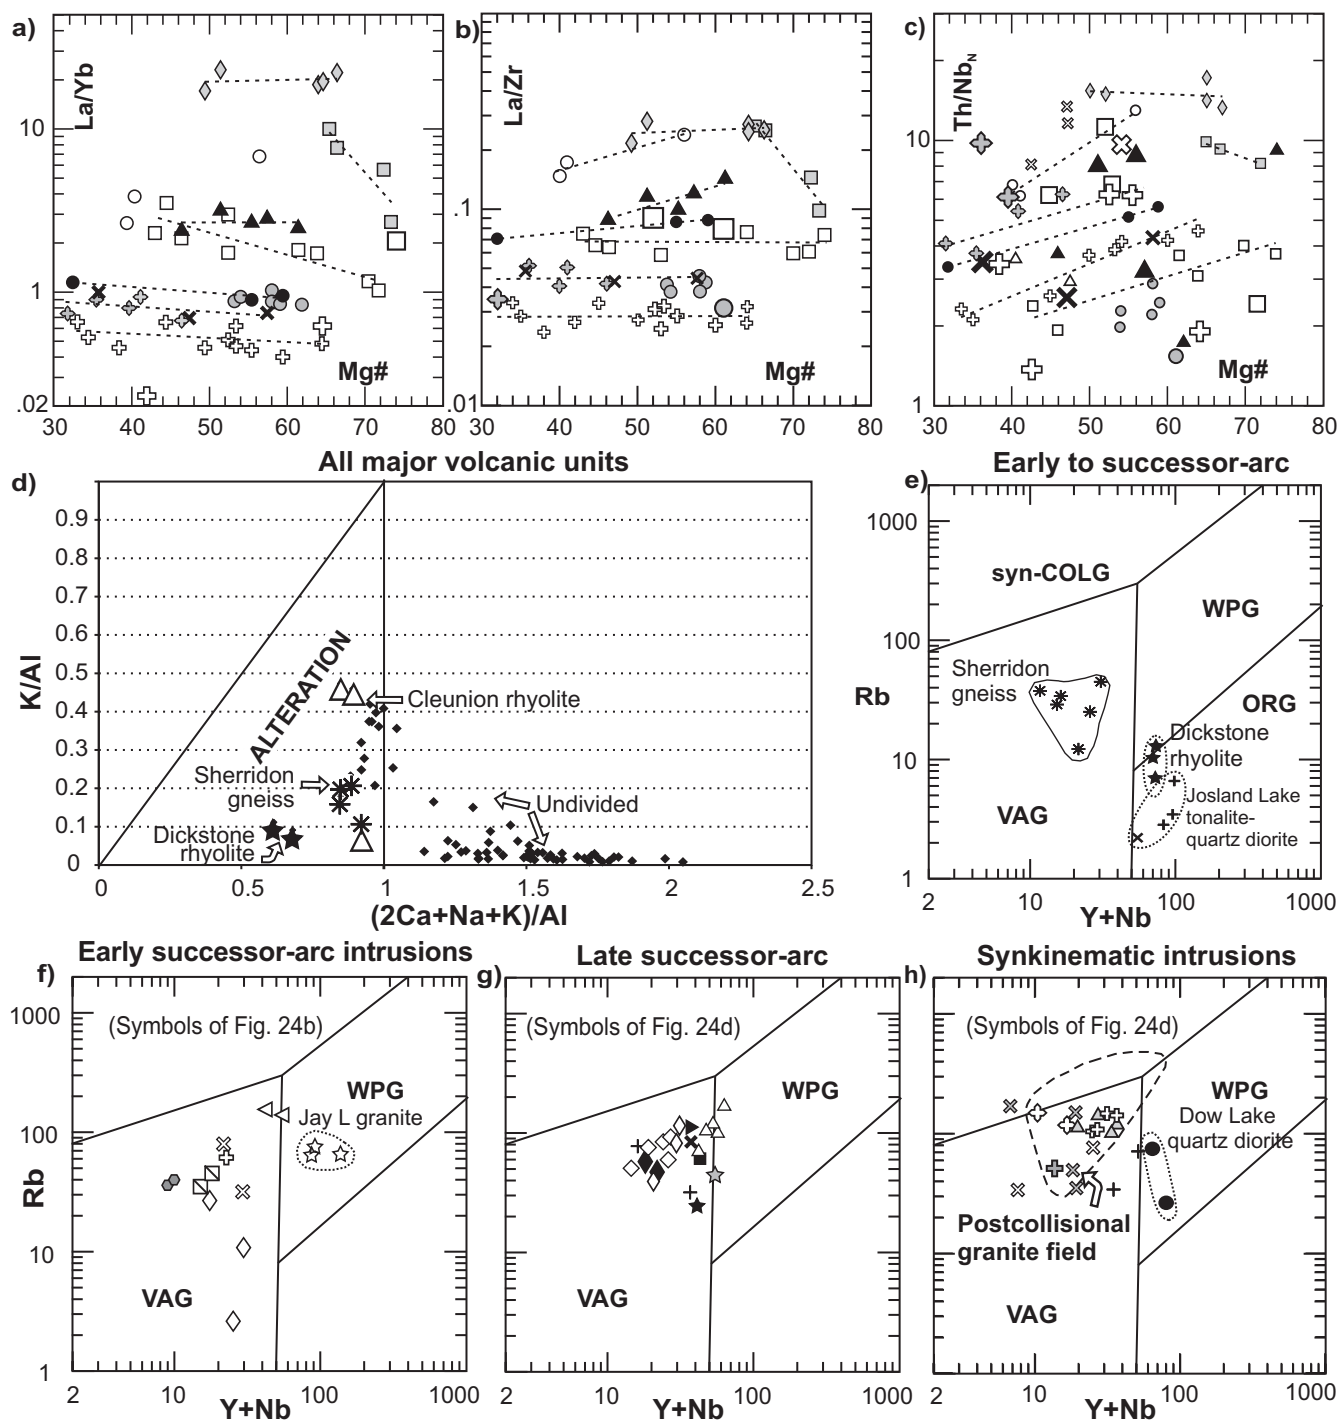 a)
La/Yb
10
1
.02
30
40
50
60
70
80
Mg#
b)
La/Zr
.1
.01
30
40
50
60
70
80
Mg#
c)
Th/NbN
10
1
30
40
50
60
70
80
Mg#
All major volcanic units
Early to successor-arc
d)
K/Al
0.9
0.8
0.7
0.6
0.5
0.4
0.3
0.2
0.1
0
ALTERATION
Cleunion rhyolite
Sherridon
gneiss
Dickstone
rhyolite
Undivided
0
0.5
1
1.5
2
2.5
(2Ca+Na+K)/Al
e)
Rb
1000
100
10
1
syn-COLG
WPG
ORG
VAG
Sherridon
gneiss
Dickstone
rhyolite
Josland Lake
tonalite-
quartz diorite
2
10
100
1000
Y+Nb
Early successor-arc intrusions
Late successor-arc
Synkinematic intrusions
f)
(Symbols of Fig. 24b)
Rb
1000
100
10
1
WPG
Jay L granite
VAG
2
10
100
1000
Y+Nb
g)
(Symbols of Fig. 24d)
WPG
VAG
2
10
100
1000
Y+Nb
h)
(Symbols of Fig. 24d)
WPG
Dow Lake
quartz diorite
Postcollisional
granite field
VAG
2
10
100
1000
Y+Nb